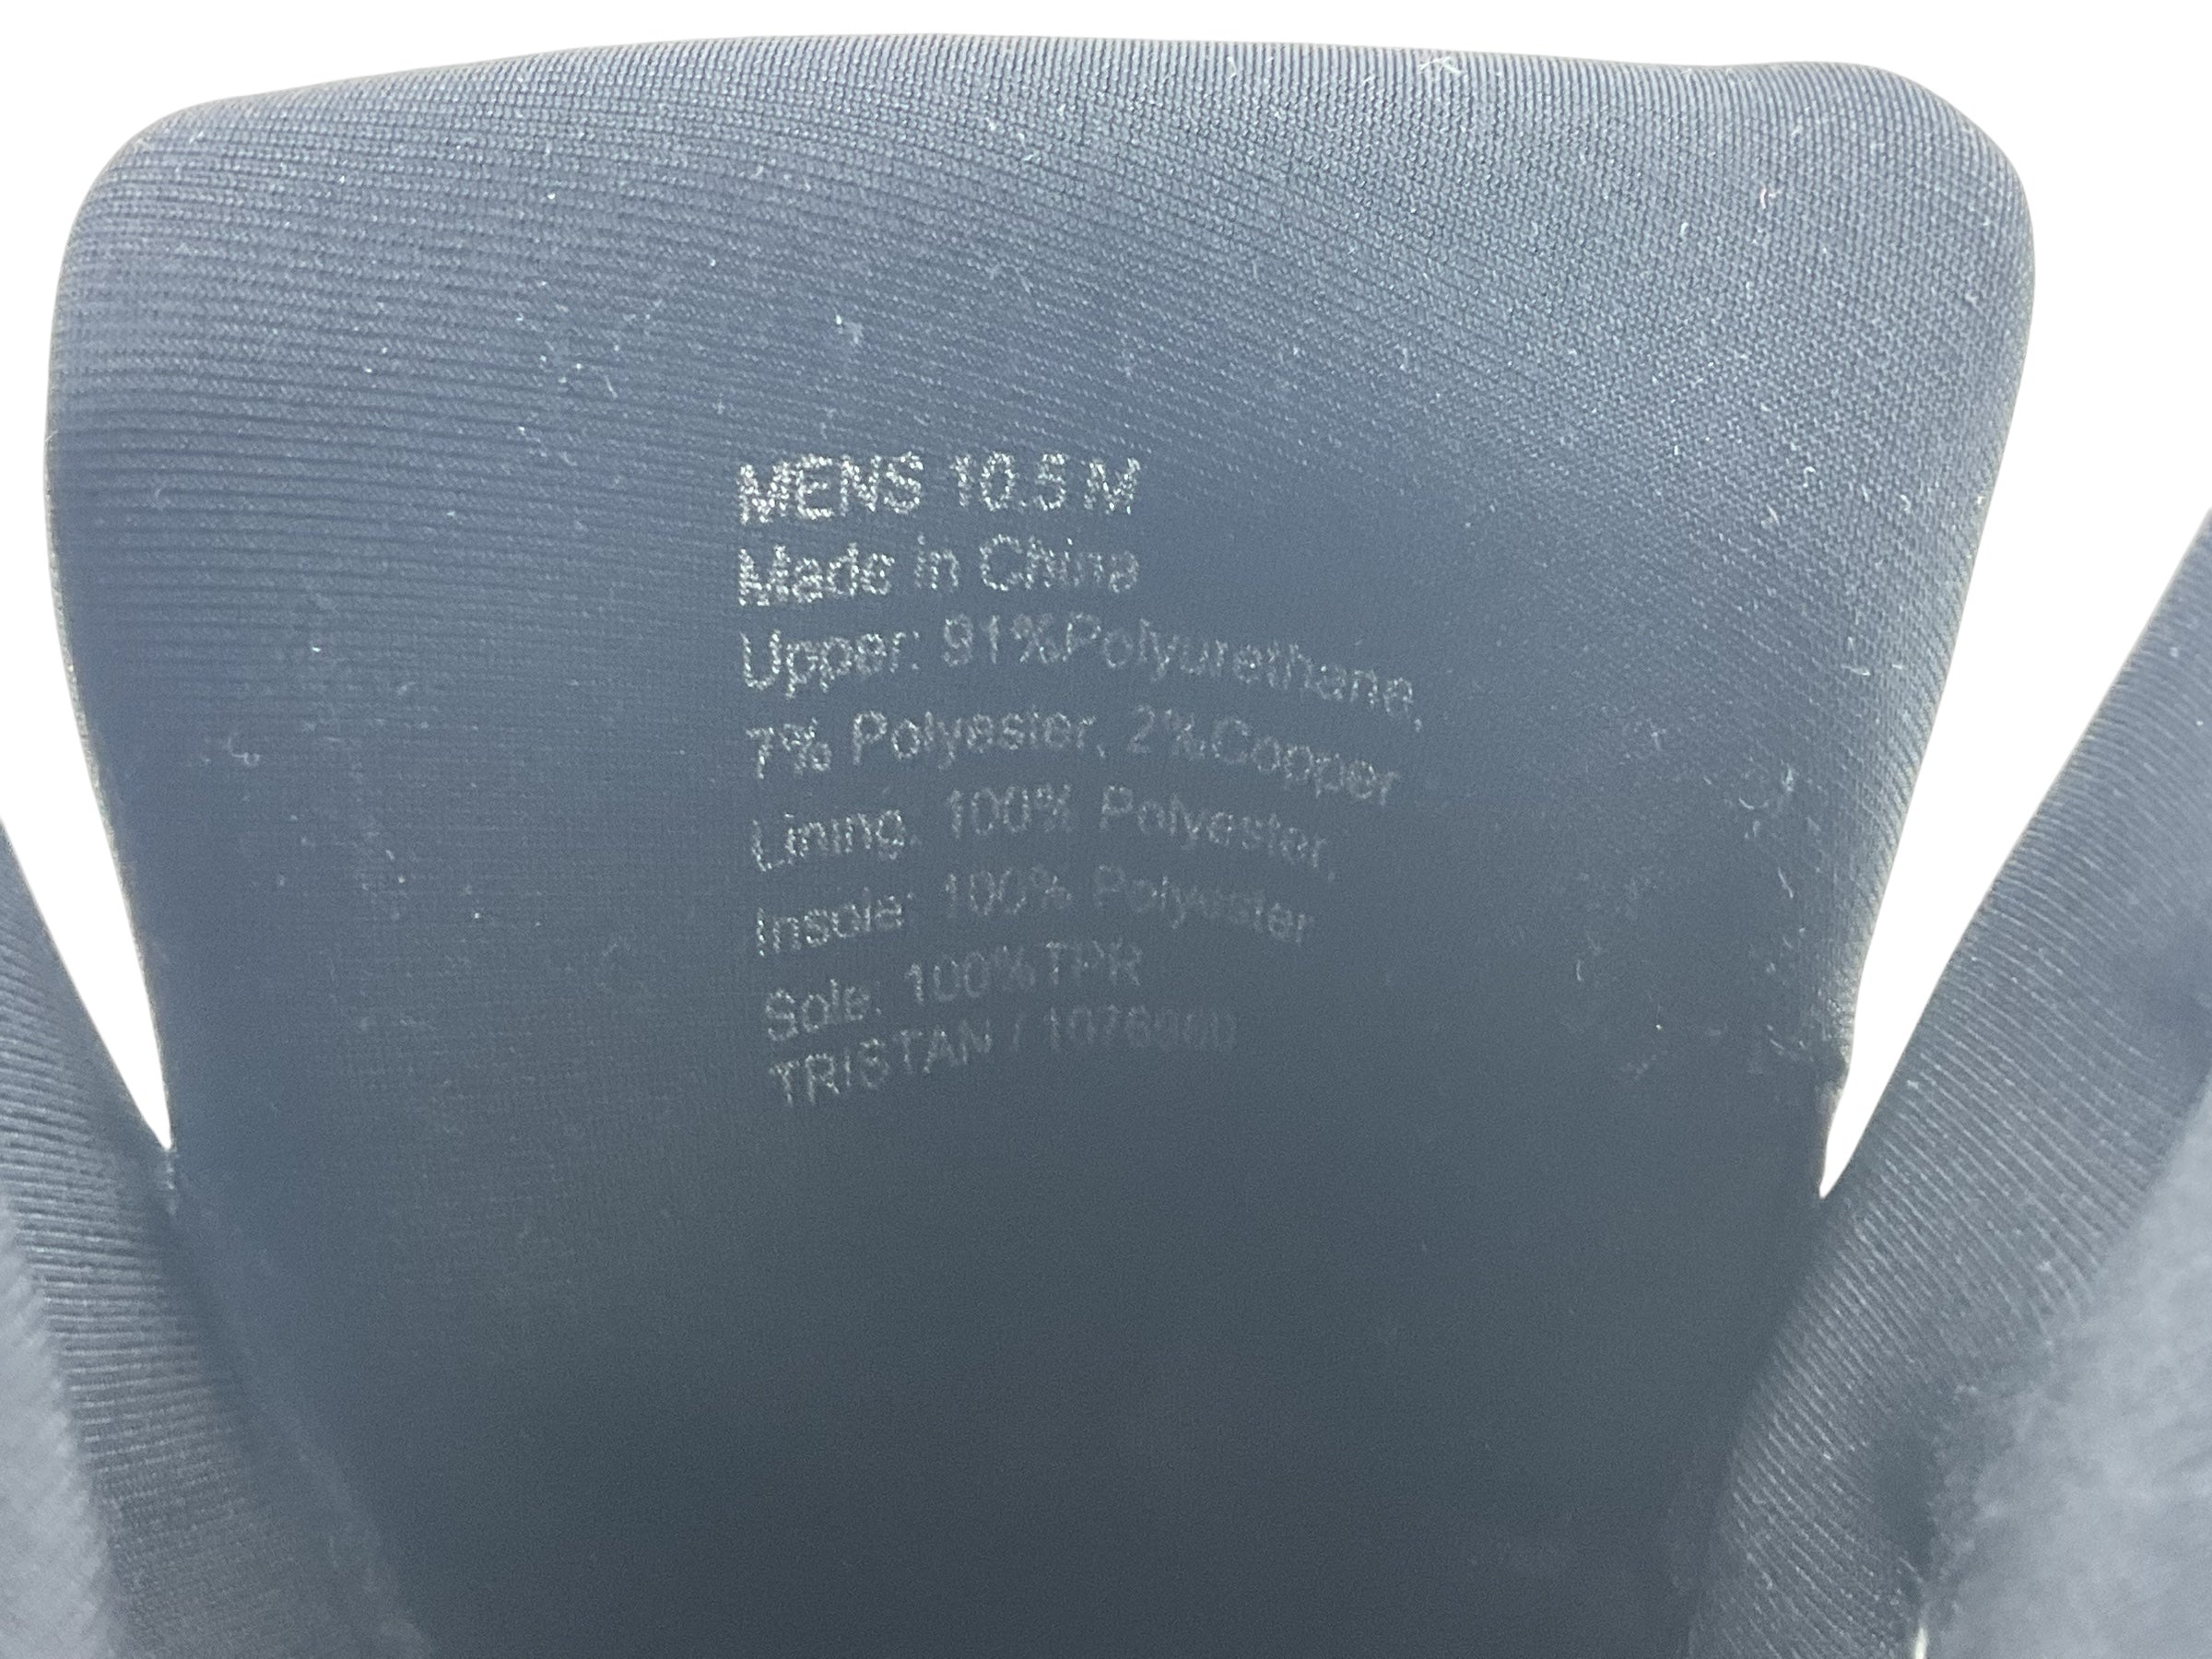 MENS 10.5 M
Made in China
Upper: 91%Polyurethane,
7% Polyester, 2%Copper
Lining. 100% Polyester,
Insole: 100% Polyester
Sole: 100%TPR
TRISTAN /